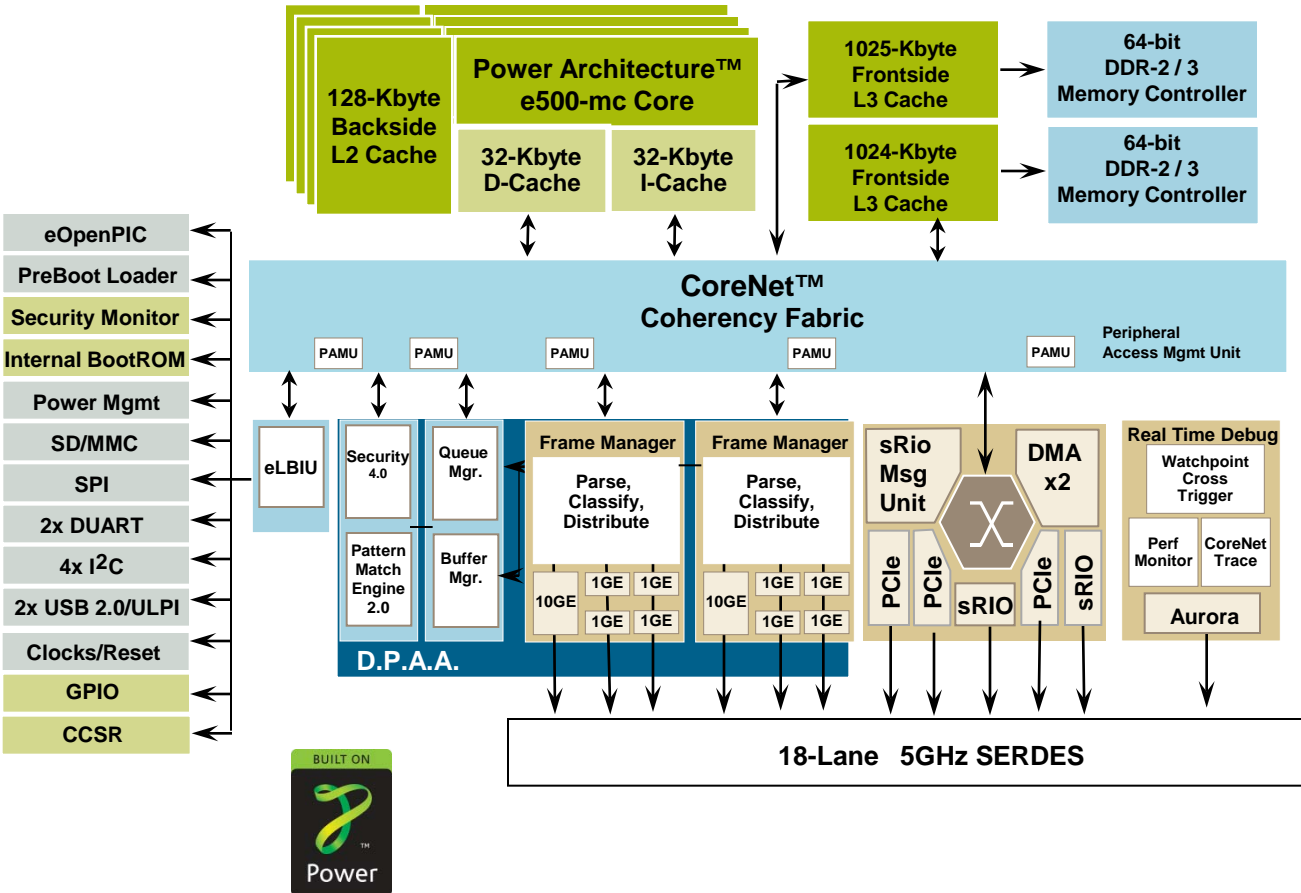 Power Architecture™
e500-mc Core
128-Kbyte
Backside
L2 Cache
32-Kbyte
D-Cache
32-Kbyte
I-Cache
1025-Kbyte
Frontside
L3 Cache
64-bit
DDR-2 / 3
Memory Controller
1024-Kbyte
Frontside
L3 Cache
64-bit
DDR-2 / 3
Memory Controller
eOpenPIC
PreBoot Loader
Security Monitor
Internal BootROM
Power Mgmt
SD/MMC
SPI
2x DUART
4x I²C
2x USB 2.0/ULPI
Clocks/Reset
GPIO
CCSR
CoreNet™
Coherency Fabric
PAMU
PAMU
PAMU
PAMU
PAMU
Peripheral
Access Mgmt Unit
eLBIU
Security
4.0
Pattern
Match
Engine
2.0
Queue
Mgr.
Buffer
Mgr.
D.P.A.A.
Frame Manager
Parse,
Classify,
Distribute
10GE
1GE
1GE
1GE
1GE
Frame Manager
Parse,
Classify,
Distribute
10GE
1GE
1GE
1GE
1GE
sRio
Msg
Unit
DMA
x2
PCIe
PCIe
sRIO
PCIe
sRIO
Real Time Debug
Watchpoint
Cross
Trigger
Perf
Monitor
CoreNet
Trace
Aurora
18-Lane 5GHz SERDES
BUILT ON
™
Power